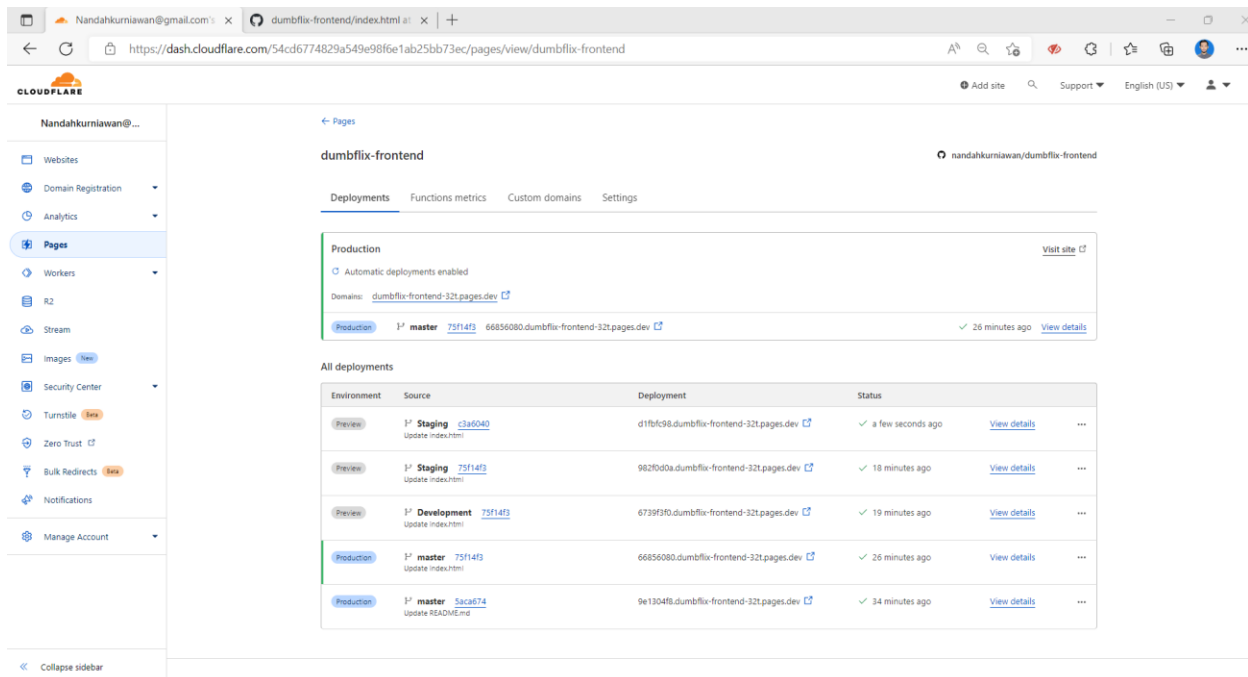 Nandahkurniawan@gmail.com's
dumbflix-frontend/index.html at
https://dash.cloudflare.com/54cd6774829a549e98f6e1ab25bb73ec/pages/view/dumbflix-frontend
CLOUDFLARE
Add site
Support
English (US)
Nandahkurniawan@...
Websites
Domain Registration
Analytics
Pages
Workers
R2
Stream
Images New
Security Center
Turnstile Beta
Zero Trust
Bulk Redirects Beta
Notifications
Manage Account
Collapse sidebar
← Pages
dumbflix-frontend
nandahkurniawan/dumbflix-frontend
Deployments Functions metrics Custom domains Settings
Production Visit site
Automatic deployments enabled
Domains: dumbflix-frontend-32t.pages.dev
Production master 75f14f3 66856080.dumbflix-frontend-32t.pages.dev 26 minutes ago View details
All deployments
Environment Source Deployment Status
Preview Staging c3a6040 d1fbfc98.dumbflix-frontend-32t.pages.dev a few seconds ago View details ...
Update index.html
Preview Staging 75f14f3 982f0d0a.dumbflix-frontend-32t.pages.dev 18 minutes ago View details ...
Update index.html
Preview Development 75f14f3 6739f3f0.dumbflix-frontend-32t.pages.dev 19 minutes ago View details ...
Update index.html
Production master 75f14f3 66856080.dumbflix-frontend-32t.pages.dev 26 minutes ago View details ...
Update index.html
Production master 5aca674 9e1304f8.dumbflix-frontend-32t.pages.dev 34 minutes ago View details ...
Update README.md